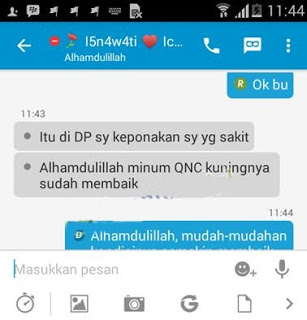 11:44
I5n4w4ti Ic...
Alhamdulillah
Ok bu
11:43
Itu di DP sy keponakan sy yg sakit
Alhamdulillah minum QNC kuningnya
sudah membaik
11:44
Alhamdulillah, mudah-mudahan
Masukkan pesan